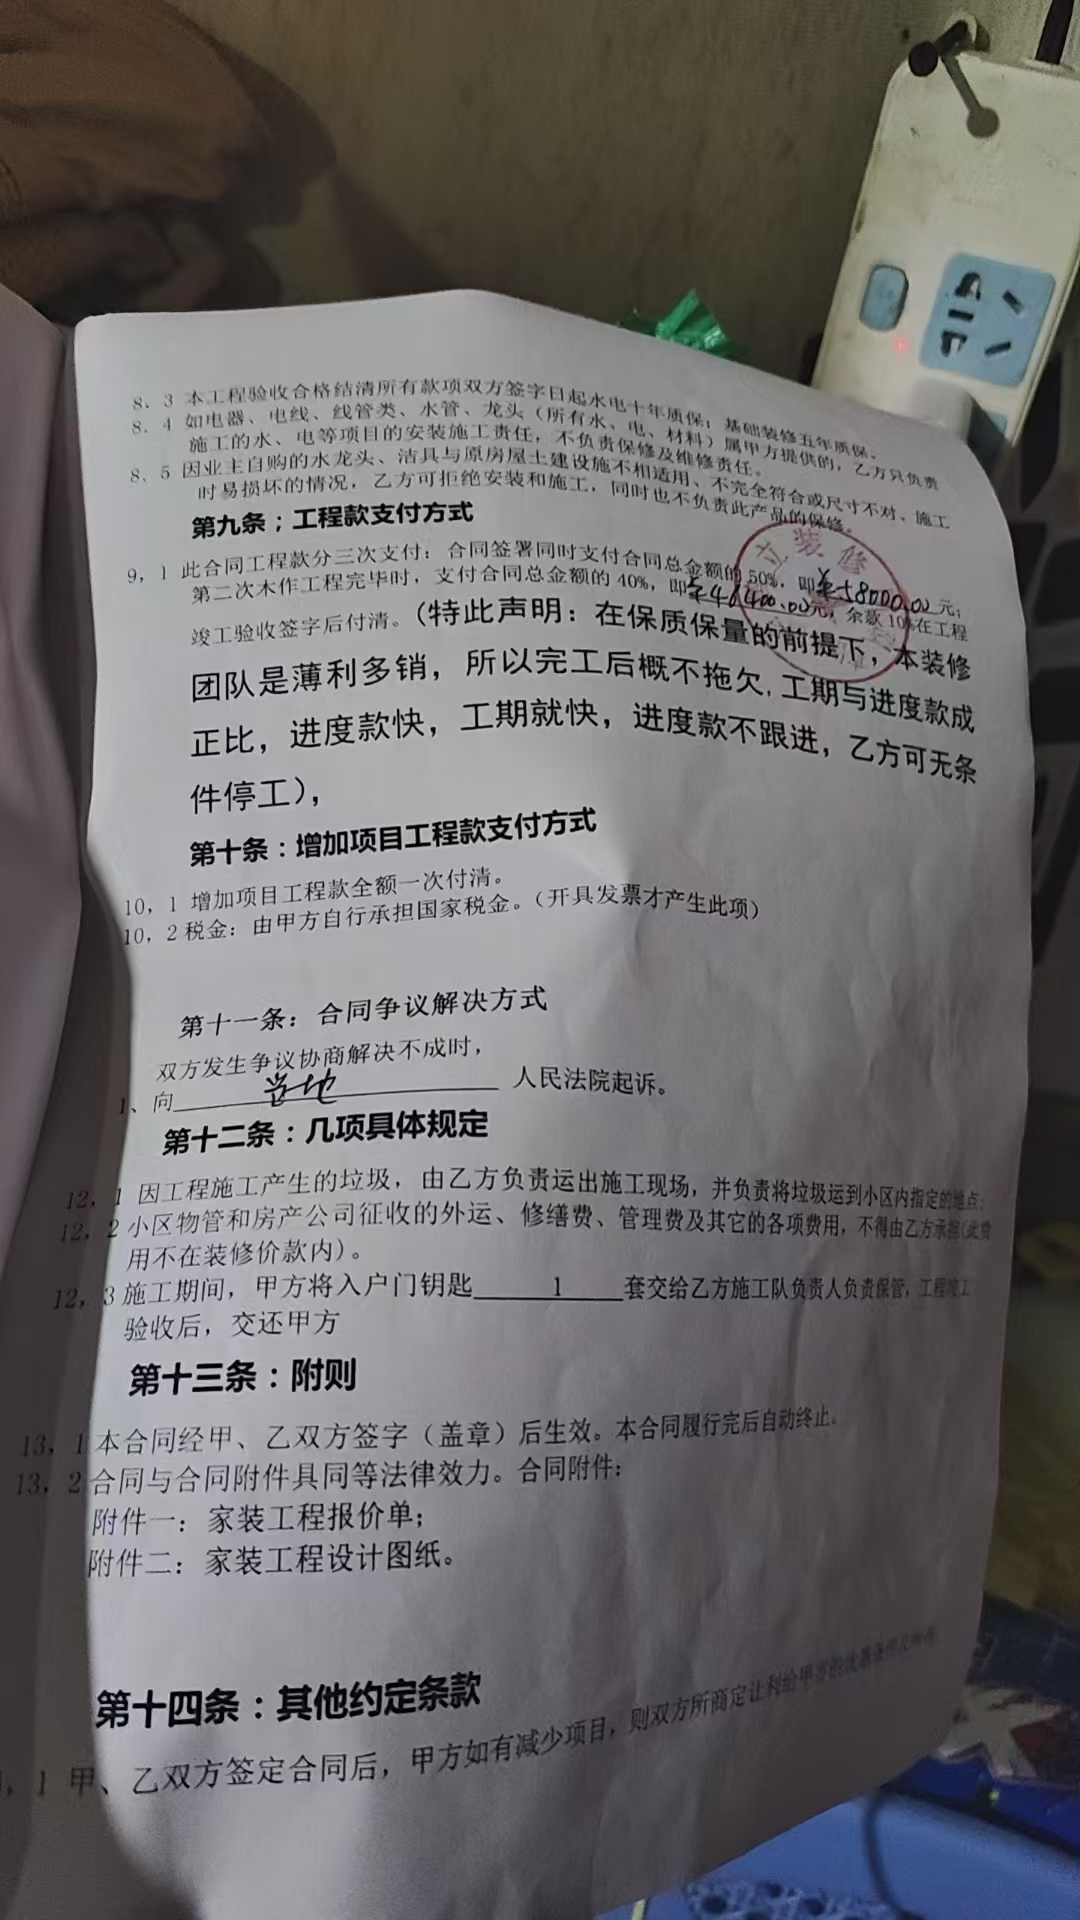 8. 3 本工程验收合格结清所有款项双方签字日起水电十年质保；基础装修五年质保。
8. 4 如电器、电线、线管类、水管、龙头（所有水、电、材料）属甲方提供的，乙方只负责
施工的水、电等项目的安装施工责任，不负责保修及维修责任。
8. 5 因业主自购的水龙头、洁具与原房屋土建设施不相适用、不完全符合或尺寸不对、施工
时易损坏的情况，乙方可拒绝安装和施工，同时也不负责此产品的保修。
第九条；工程款支付方式
立装修
9，1 此合同工程款分三次支付：合同签署同时支付合同总金额的 50%，即¥58000.00元；
第二次木作工程完毕时，支付合同总金额的 40%，即¥46400.00元，余款 10%在工程
竣工验收签字后付清。（特此声明：在保质保量的前提下，本装修
团队是薄利多销，所以完工后概不拖欠，工期与进度款成
正比，进度款快，工期就快，进度款不跟进，乙方可无条
件停工），
第十条：增加项目工程款支付方式
10，1 增加项目工程款全额一次付清。
10，2 税金：由甲方自行承担国家税金。（开具发票才产生此项）
第十一条：合同争议解决方式
双方发生争议协商解决不成时，
1、向 当地 人民法院起诉。
第十二条：几项具体规定
12，1 因工程施工产生的垃圾，由乙方负责运出施工现场，并负责将垃圾运到小区内指定的地点；
12，2 小区物管和房产公司征收的外运、修缮费、管理费及其它的各项费用，不得由乙方承担（此费
用不在装修价款内）。
12，3 施工期间，甲方将入户门钥匙 1 套交给乙方施工队负责人负责保管，工程竣工
验收后，交还甲方
第十三条：附则
13，1 本合同经甲、乙双方签字（盖章）后生效。本合同履行完后自动终止。
13，2 合同与合同附件具同等法律效力。合同附件：
附件一：家装工程报价单；
附件二：家装工程设计图纸。
第十四条：其他约定条款
，1 甲、乙双方签定合同后，甲方如有减少项目，则双方所商定让利给甲方的优惠条件